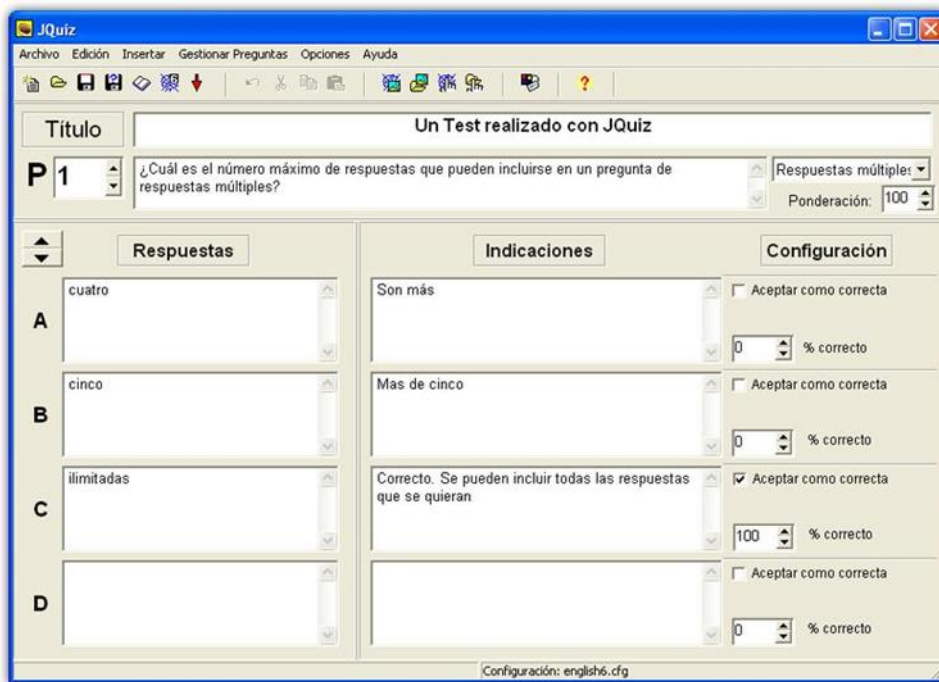 JQuiz
Archivo Edición Insertar Gestionar Preguntas Opciones Ayuda
Título Un Test realizado con JQuiz
P 1 ¿Cuál es el número máximo de respuestas que pueden incluirse en un pregunta de
respuestas múltiples?
Respuestas múltiples
Ponderación: 100
Respuestas Indicaciones Configuración
A cuatro Son más Aceptar como correcta
0 % correcto
B cinco Mas de cinco Aceptar como correcta
0 % correcto
C ilimitadas Correcto. Se pueden incluir todas las respuestas
que se quieran
Aceptar como correcta
100 % correcto
D Aceptar como correcta
0 % correcto
Configuración: english6.cfg